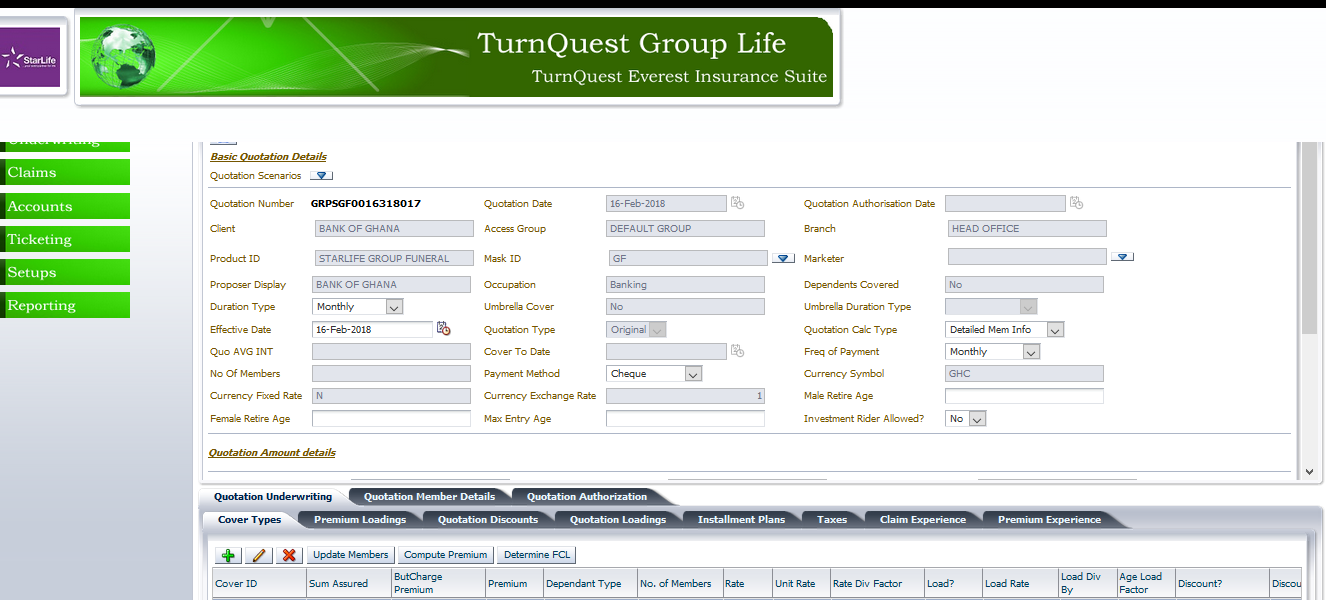 TurnQuest Group Life
TurnQuest Everest Insurance Suite
StarLife
Underwriting
Claims
Accounts
Ticketing
Setups
Reporting
Basic Quotation Details
Quotation Scenarios
Quotation Number GRPSGF0016318017 Quotation Date 16-Feb-2018 Quotation Authorisation Date
Client BANK OF GHANA Access Group DEFAULT GROUP Branch HEAD OFFICE
Product ID STARLIFE GROUP FUNERAL Mask ID GF Marketer
Proposer Display BANK OF GHANA Occupation Banking Dependents Covered No
Duration Type Monthly Umbrella Cover No Umbrella Duration Type
Effective Date 16-Feb-2018 Quotation Type Original Quotation Calc Type Detailed Mem Info
Quo AVG INT Cover To Date Freq of Payment Monthly
No Of Members Payment Method Cheque Currency Symbol GHC
Currency Fixed Rate N Currency Exchange Rate 1 Male Retire Age
Female Retire Age Max Entry Age Investment Rider Allowed? No
Quotation Amount details
Quotation Underwriting Quotation Member Details Quotation Authorization
Cover Types Premium Loadings Quotation Discounts Quotation Loadings Installment Plans Taxes Claim Experience Premium Experience
Update Members Compute Premium Determine FCL
Cover ID Sum Assured ButCharge Premium Premium Dependant Type No. of Members Rate Unit Rate Rate Div Factor Load? Load Rate Load Div By Age Load Factor Discount? Discou